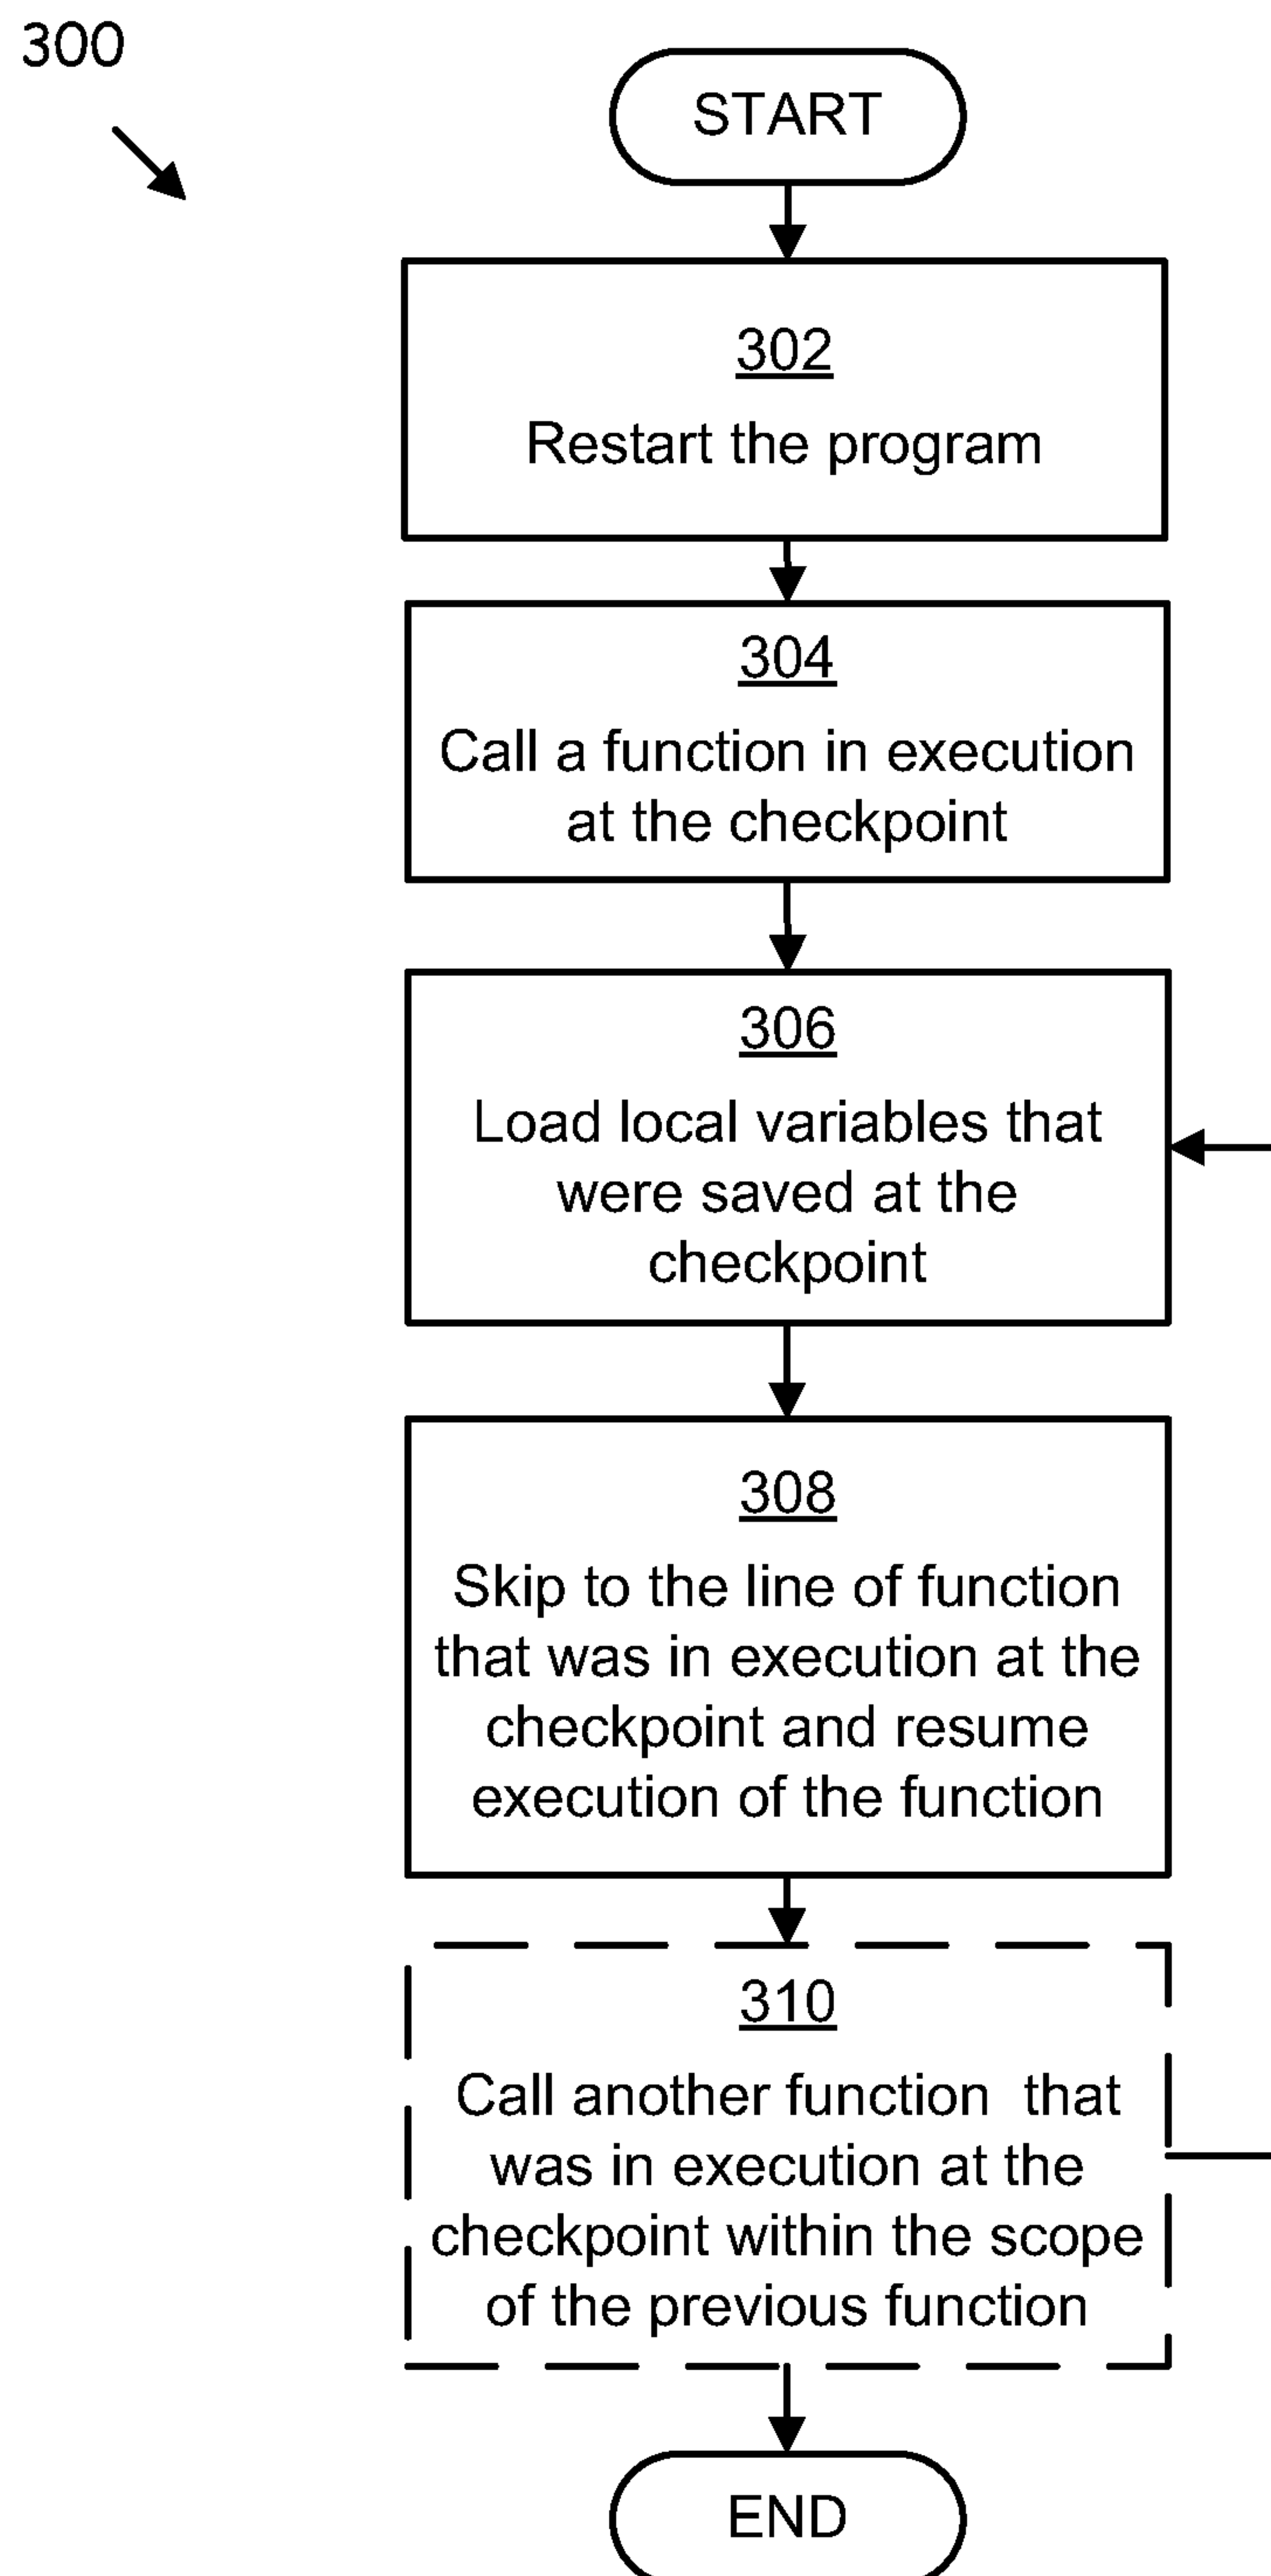 300
START
302
Restart the program
304
Call a function in execution
at the checkpoint
306
Load local variables that
were saved at the
checkpoint
308
Skip to the line of function
that was in execution at the
checkpoint and resume
execution of the function
310
Call another function that
was in execution at the
checkpoint within the scope
of the previous function
END